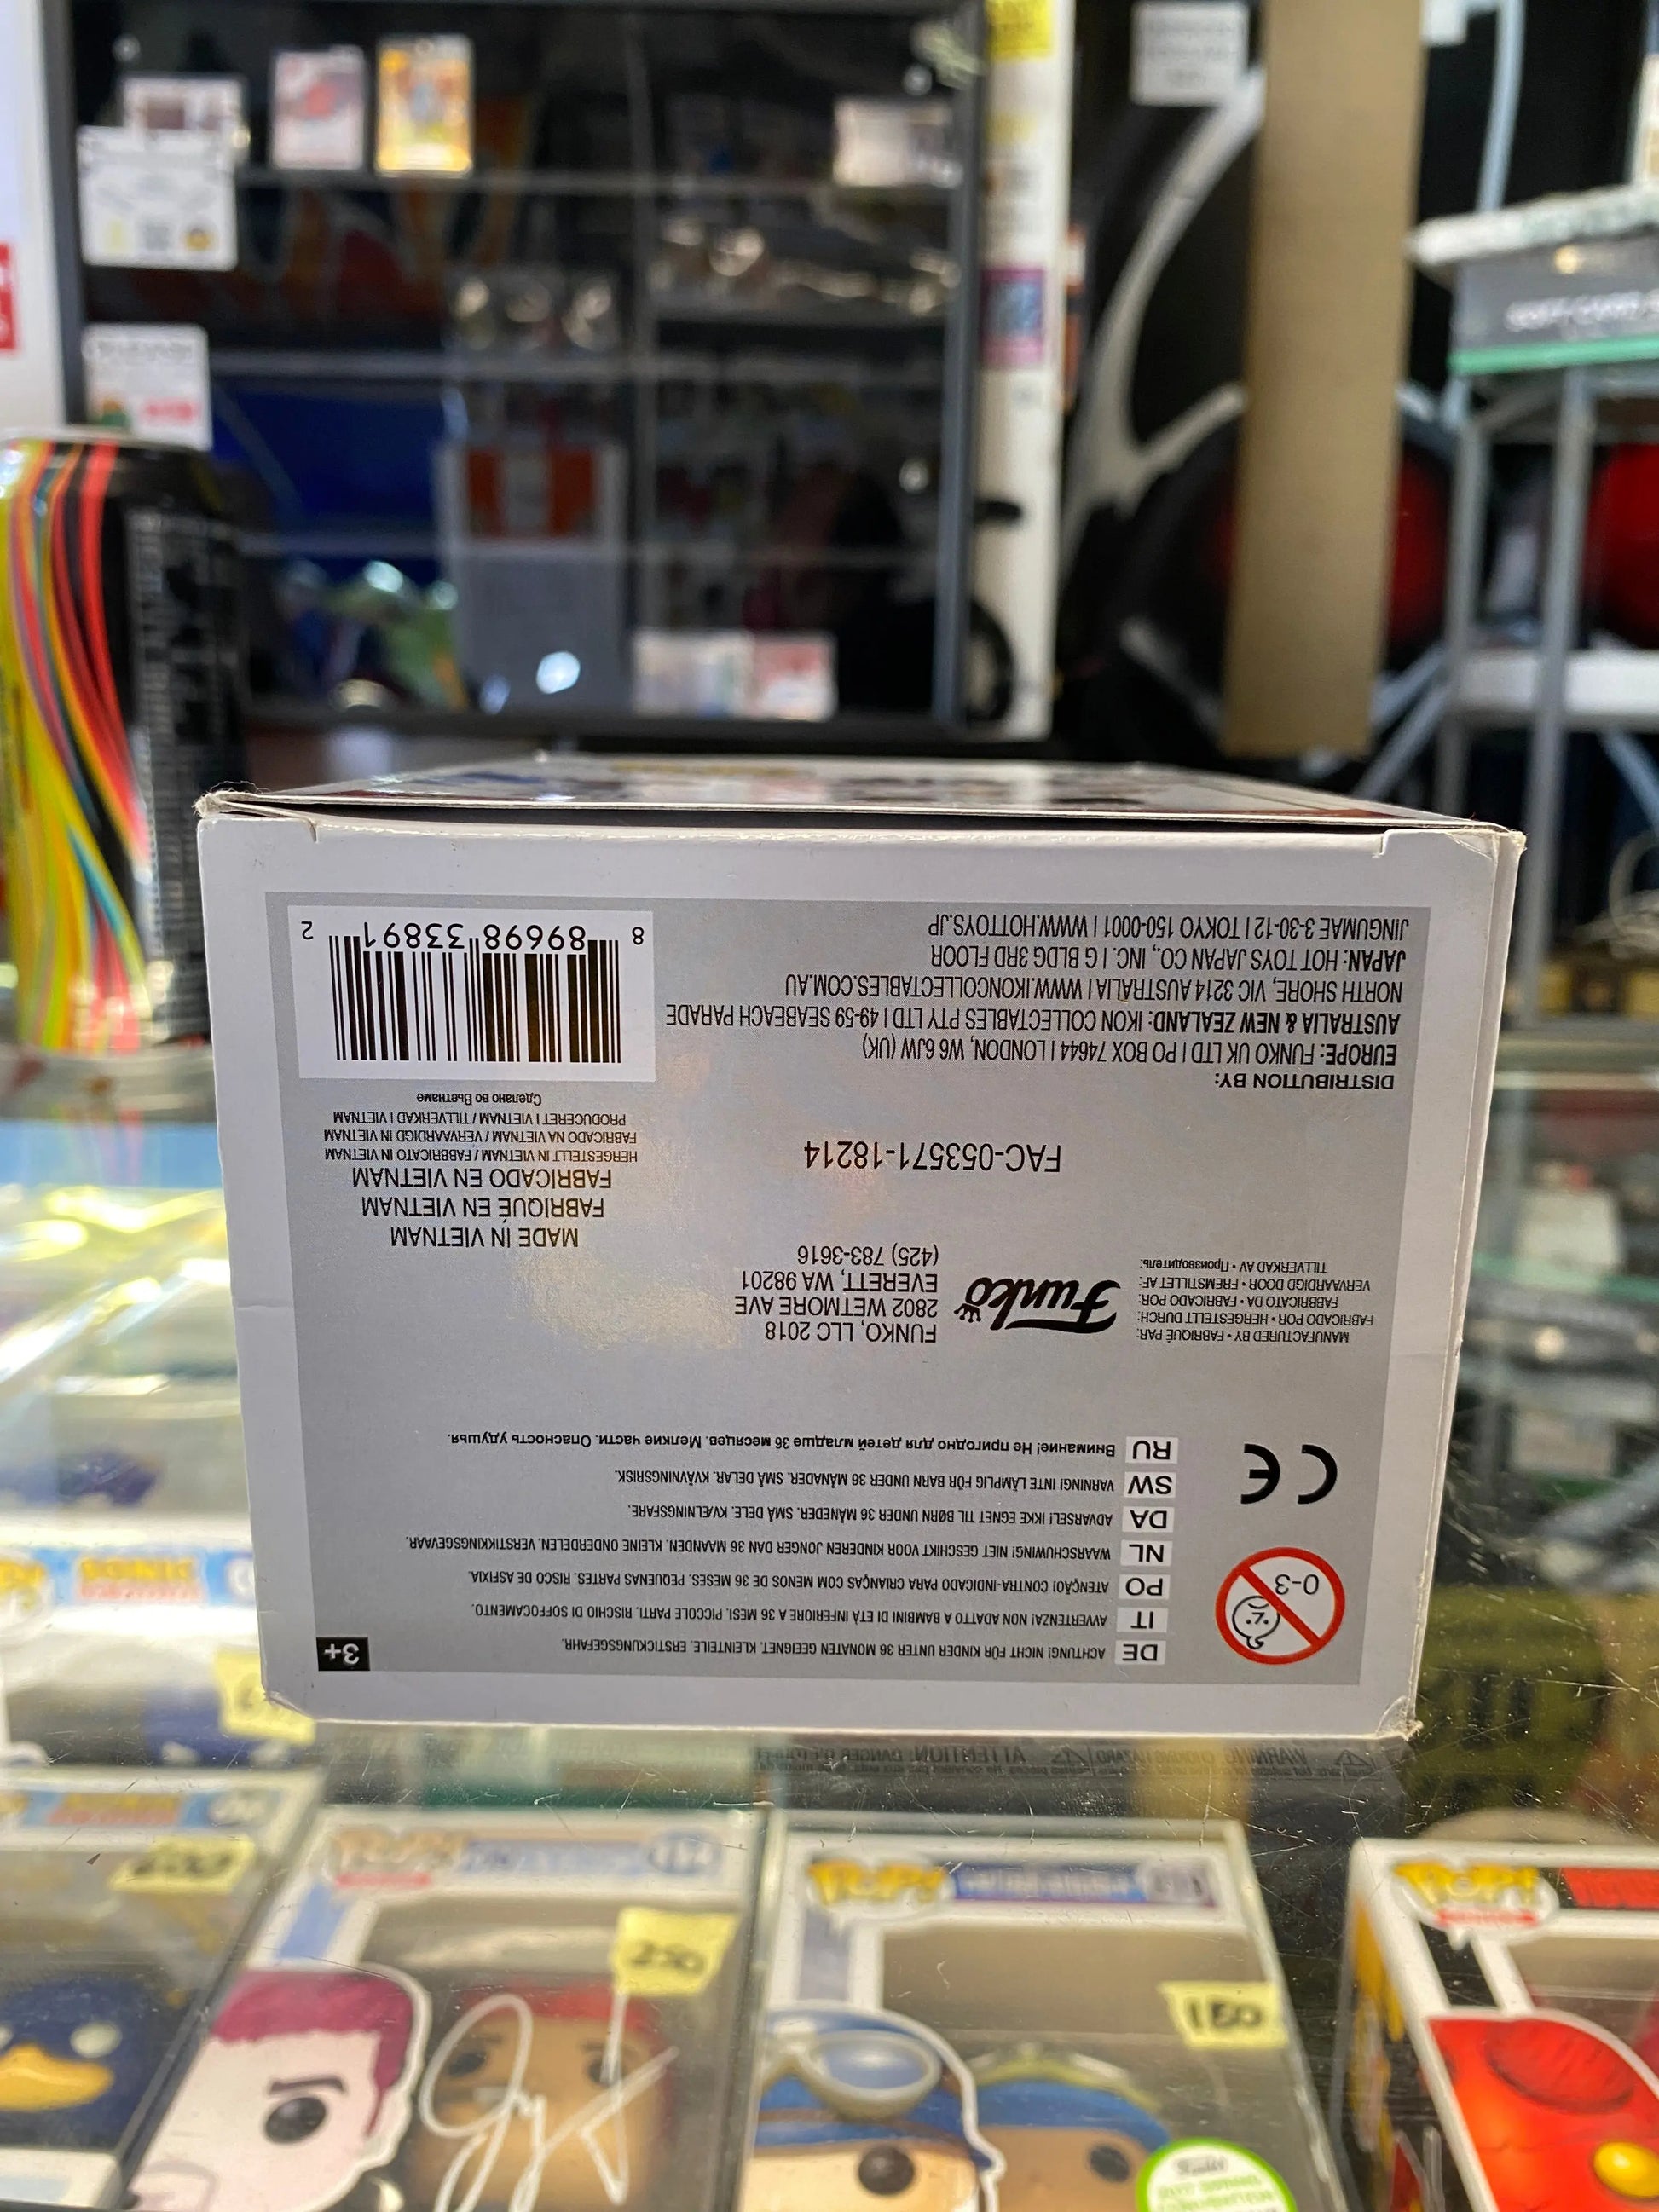 DE ACHTUNG! NICHT FÜR KINDER UNTER 36 MONATEN GEEIGNET. KLEINTEILE. ERSTICKUNGSGEFAHR.
IT AVVERTENZA! NON ADATTO A BAMBINI DI ETÀ INFERIORE A 36 MESI. PICCOLE PARTI. RISCHIO DI SOFFOCAMENTO.
PO ATENÇÃO! CONTRA-INDICADO PARA CRIANÇAS COM MENOS DE 36 MESES. PEQUENAS PARTES. RISCO DE ASFIXIA.
NL WAARSCHUWING! NIET GESCHIKT VOOR KINDEREN JONGER DAN 36 MAANDEN. KLEINE ONDERDELEN. VERSTIKKINGSGEVAAR.
DA ADVARSEL! IKKE EGNET TIL BØRN UNDER 36 MÅNEDER. SMÅ DELE. KVÆLNINGSFARE.
SW VARNING! INTE LÄMPLIG FÖR BARN UNDER 36 MÅNADER. SMÅ DELAR. KVÄVNINGSRISK.
RU Внимание! Не пригодно для детей младше 36 месяцев. Мелкие части. Опасность удушья.
3+
0-3
CE
MANUFACTURED BY • FABRIQUÉ PAR:
FABRICADO POR • HERGESTELLT DURCH:
FABBRICATO DA • FABRICADO POR:
VERVAARDIGD DOOR • FREMSTILLET AF:
TILLVERKAD AV • Производитель:
Funko
FUNKO, LLC 2018
2802 WETMORE AVE
EVERETT, WA 98201
(425) 783-3616
MADE IN VIETNAM
FABRIQUÉ EN VIETNAM
FABRICADO EN VIETNAM
HERGESTELLT IN VIETNAM / FABBRICATO IN VIETNAM
FABRICADO NA VIETNAM / VERVAARDIGD IN VIETNAM
PRODUCERET I VIETNAM / TILLVERKAD I VIETNAM
Сделано во Вьетнаме
FAC-053571-18214
DISTRIBUTION BY:
EUROPE: FUNKO UK LTD | PO BOX 74644 | LONDON, W6 6JW (UK)
AUSTRALIA & NEW ZEALAND: IKON COLLECTABLES PTY LTD | 49-59 SEABEACH PARADE
NORTH SHORE, VIC 3214 AUSTRALIA | WWW.IKONCOLLECTABLES.COM.AU
JAPAN: HOT TOYS JAPAN CO., INC. | G BLDG 3RD FLOOR
JINGUMAE 3-30-12 | TOKYO 150-0001 | WWW.HOTTOYS.JP
8 89698 33891 2
SONIC
POP!
250
POP!
150
POP!
Funko